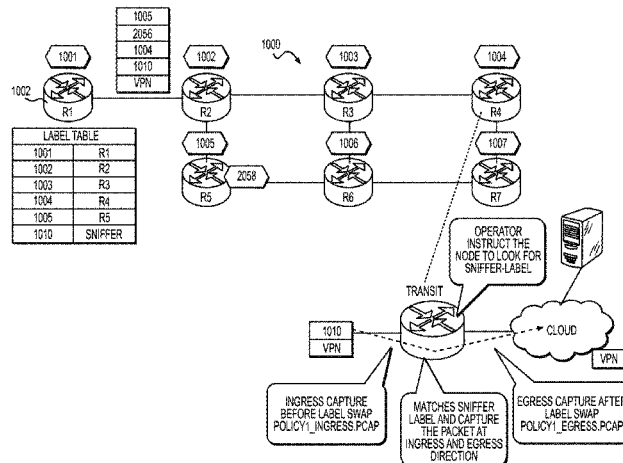 1005
2056
1004
1010
VPN
1000
1001
1002
1003
1004
1002
R1
R2
R3
R4
1005
1006
1007
2058
R5
R6
R7
LABEL TABLE
1001 R1
1002 R2
1003 R3
1004 R4
1005 R5
1010 SNIFFER
OPERATOR
INSTRUCT THE
NODE TO LOOK FOR
SNIFFER-LABEL
TRANSIT
1010
VPN
CLOUD
VPN
INGRESS CAPTURE
BEFORE LABEL SWAP
POLICY1_INGRESS.PCAP
MATCHES SNIFFER
LABEL AND CAPTURE
THE PACKET AT
INGRESS AND EGRESS
DIRECTION
EGRESS CAPTURE AFTER
LABEL SWAP
POLICY1_EGRESS.PCAP